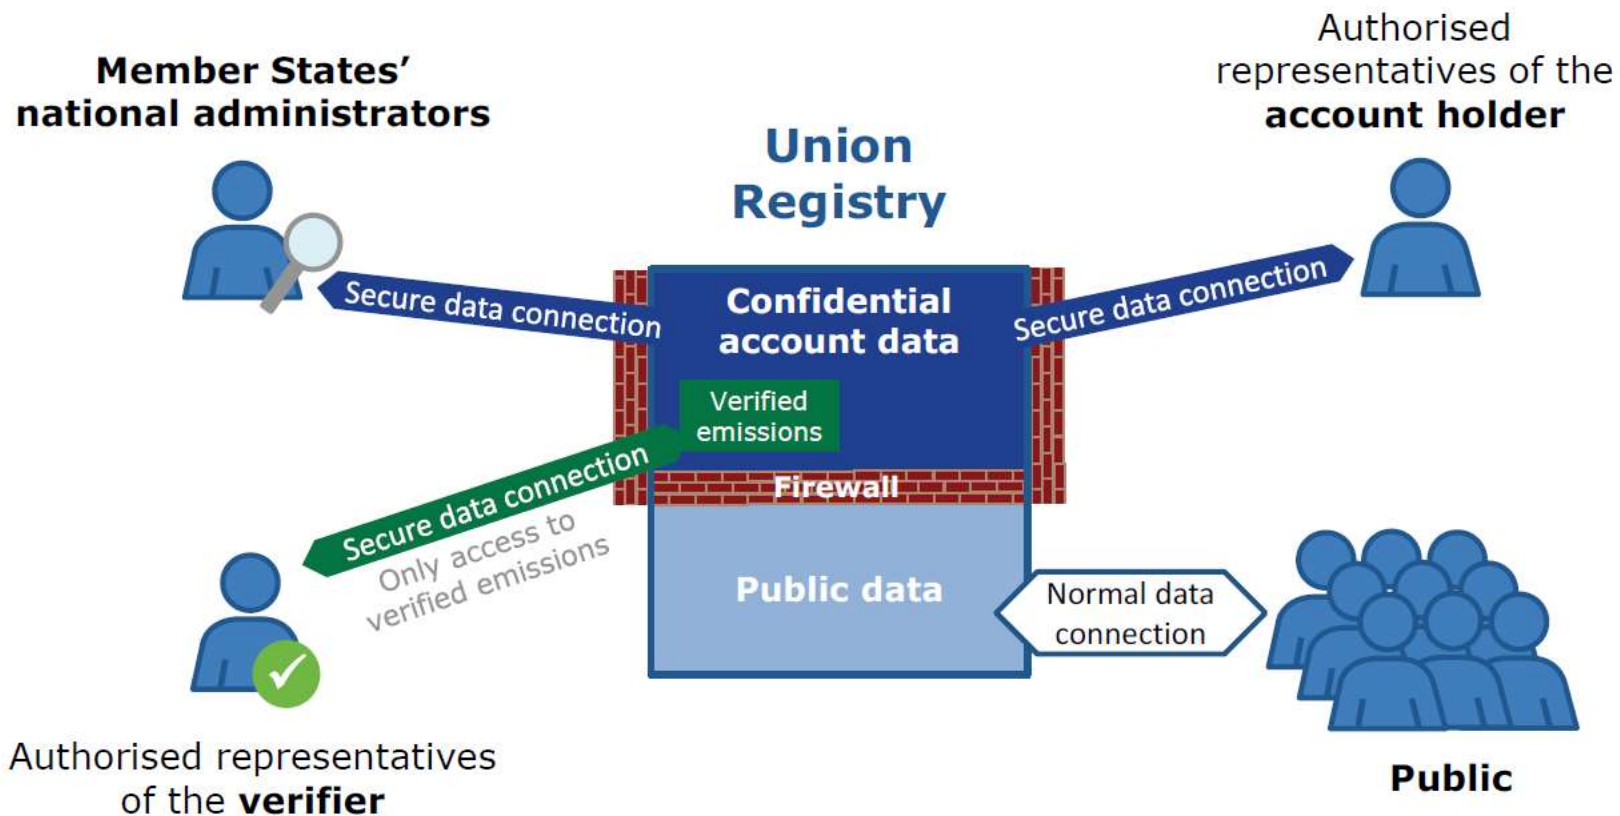 Member States’
national administrators
Authorised
representatives of the
account holder
Union
Registry
Secure data connection
Confidential
account data
Secure data connection
Verified
emissions
Secure data connection
Only access to
verified emissions
Firewall
Public data
Normal data
connection
Authorised representatives
of the verifier
Public